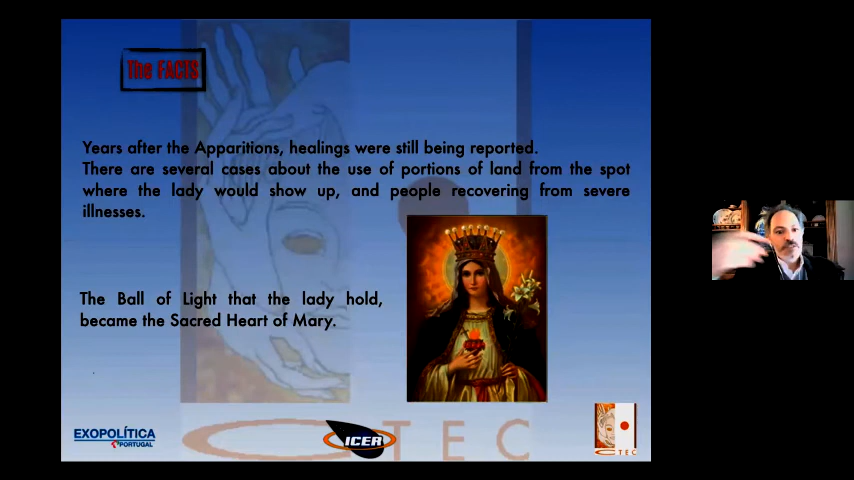 The FACTS
Years after the Apparitions, healings were still being reported.
There are several cases about the use of portions of land from the spot
where the lady would show up, and people recovering from severe
illnesses.
The Ball of Light that the lady hold,
became the Sacred Heart of Mary.
EXOPOLÍTICA
PORTUGAL
ICER
CTEC
CTEC